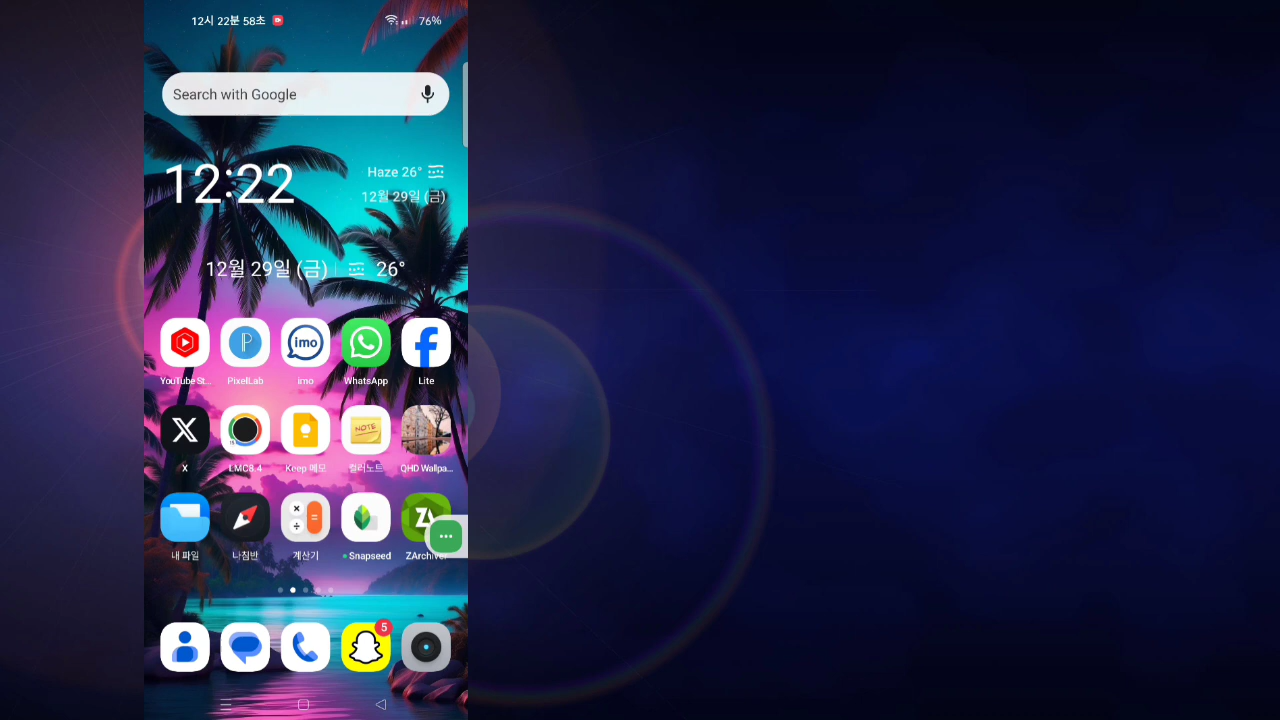 12시 22분 58초 76%
Search with Google
12:22
Haze 26°
12월 29일 (금)
12월 29일 (금) 26°
YouTube St... PixelLab imo WhatsApp Lite
imo
NOTE
X LMC8.4 Keep 메모 컬러노트 QHD Wallpa...
내 파일 나침반 계산기 Snapseed ZArchiver
5